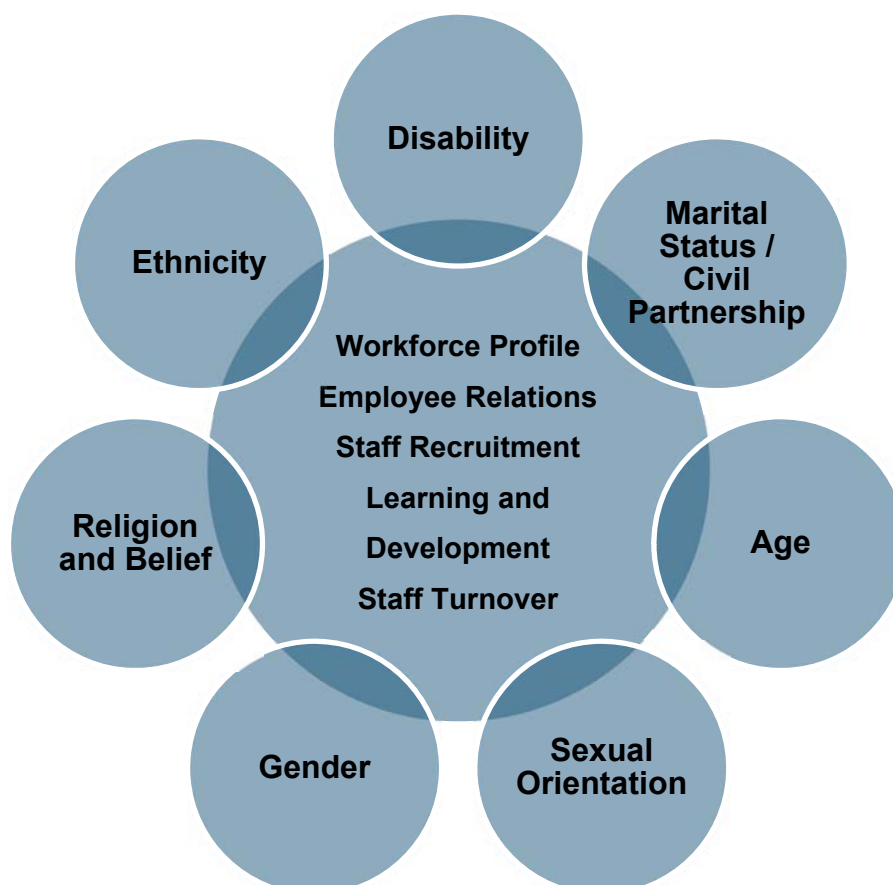 Disability
Marital
Status /
Civil
Partnership
Ethnicity
Workforce Profile
Employee Relations
Staff Recruitment
Learning and
Development
Staff Turnover
Religion
and Belief
Age
Gender
Sexual
Orientation